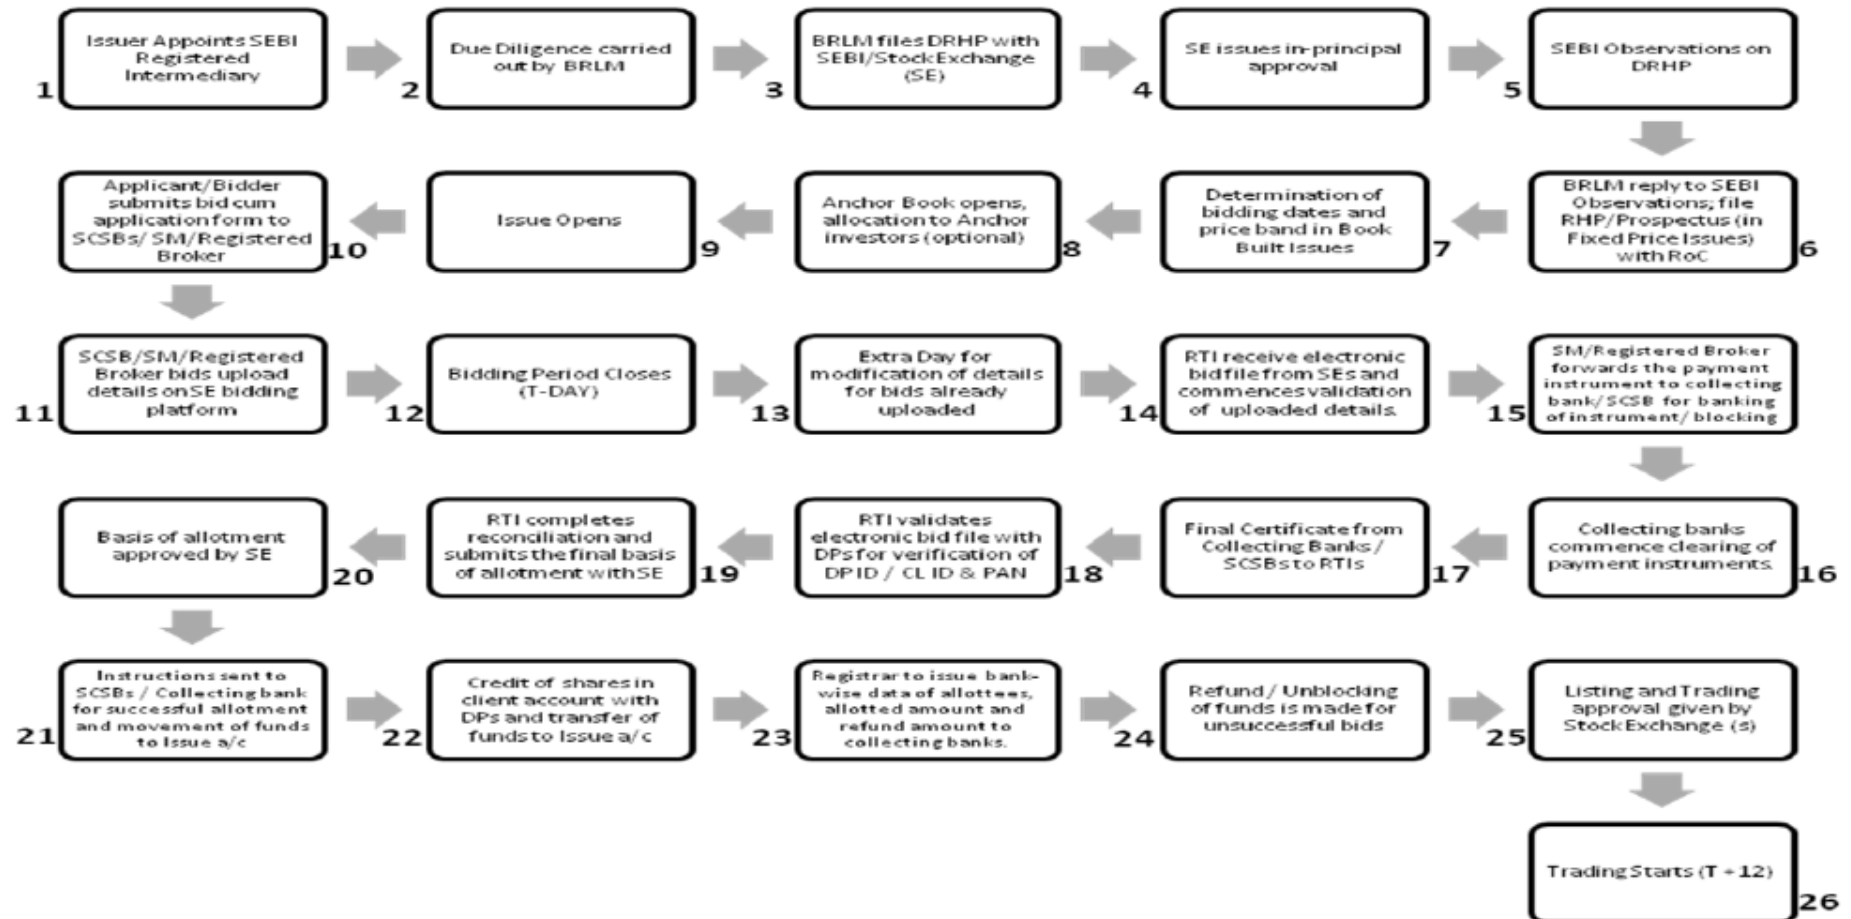 Issuer Appoints SEBI
Registered
Intermediary
1
Due Diligence carried
out by BRLM
2
BRLM files DRHP with
SEBI/Stock Exchange
(SE)
3
SE issues in-principal
approval
4
SEBI Observations on
DRHP
5
BRLM reply to SEBI
Observations; file
RHP/Prospectus (in
Fixed Price Issues)
with RoC
6
Determination of
bidding dates and
price band in Book
Built Issues
7
Anchor Book opens,
allocation to Anchor
investors (optional)
8
Issue Opens
9
Applicant/Bidder
submits bid cum
application form to
SCSBs/ SM/Registered
Broker
10
SCSB/SM/Registered
Broker bids upload
details on SE bidding
platform
11
Bidding Period Closes
(T-DAY)
12
Extra Day for
modification of details
for bids already
uploaded
13
RTI receive electronic
bid file from SEs and
commences validation
of uploaded details.
14
SM/Registered Broker
forwards the payment
instrument to collecting
bank/SCSB for banking
of instrument/ blocking
15
Collecting banks
commence clearing of
payment instruments.
16
Final Certificate from
Collecting Banks /
SCSBs to RTIs
17
RTI validates
electronic bid file with
DPs for verification of
DP ID / CL ID & PAN
18
RTI completes
reconciliation and
submits the final basis
of allotment with SE
19
Basis of allotment
approved by SE
20
Instructions sent to
SCSBs / Collecting bank
for successful allotment
and movement of funds
to Issue a/c
21
Credit of shares in
client account with
DPs and transfer of
funds to Issue a/c
22
Registrar to issue bank-
wise data of allottees,
allotted amount and
refund amount to
collecting banks.
23
Refund / Unblocking
of funds is made for
unsuccessful bids
24
Listing and Trading
approval given by
Stock Exchange (s)
25
Trading Starts (T + 12)
26